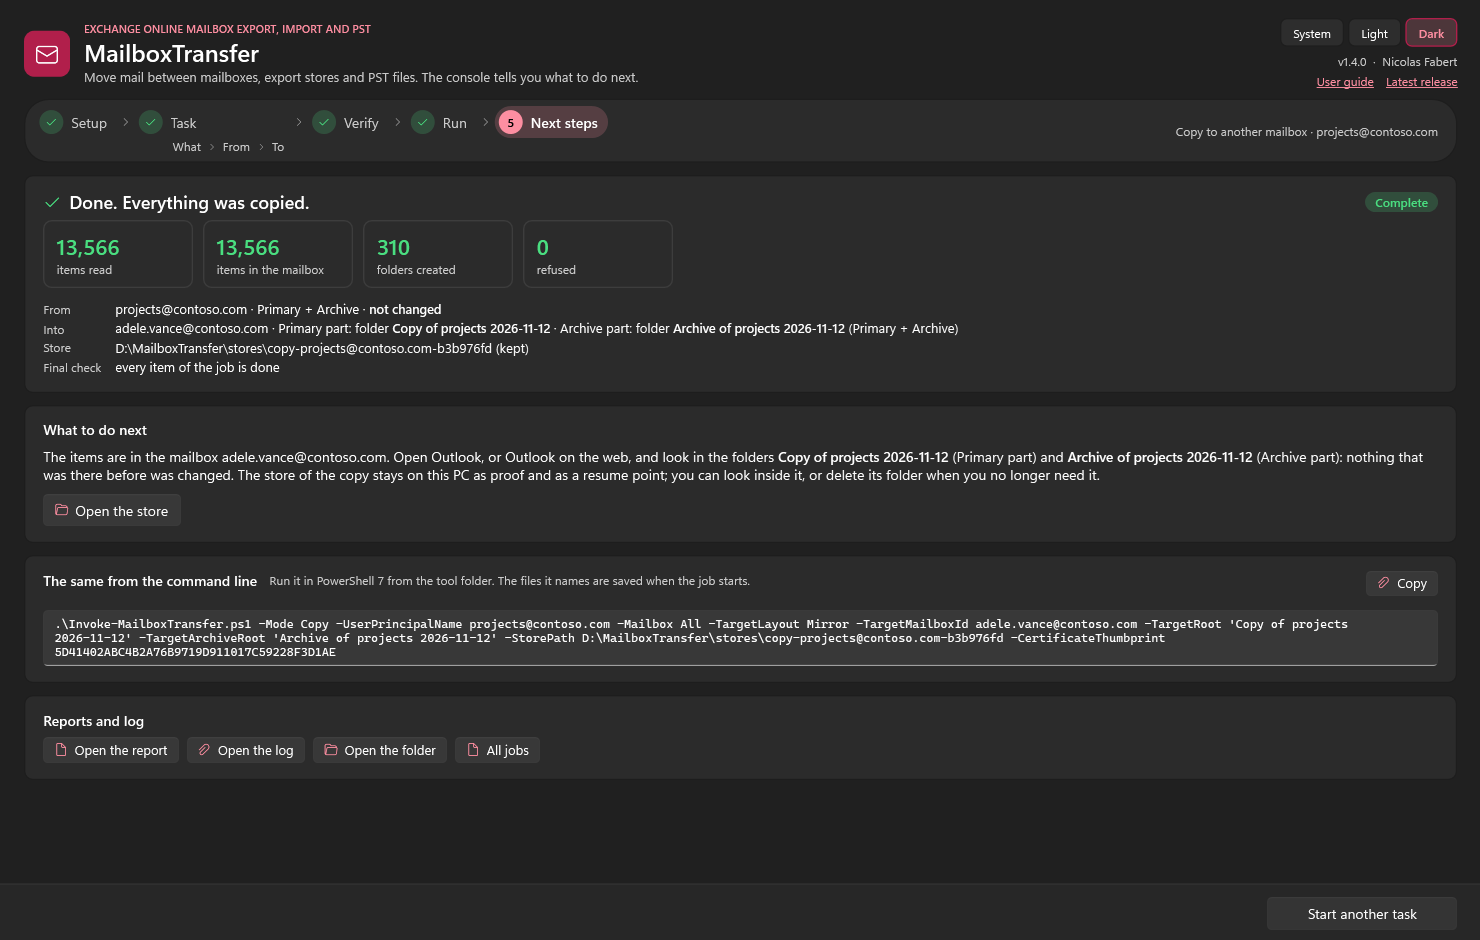 EXCHANGE ONLINE MAILBOX EXPORT, IMPORT AND PST
MailboxTransfer
Move mail between mailboxes, export stores and PST files. The console tells you what to do next.
System Light Dark
v1.4.0 · Nicolas Fabert
User guide Latest release
Setup Task Verify Run 5 Next steps
What From To
Copy to another mailbox · projects@contoso.com
Done. Everything was copied.
Complete
13,566 13,566 310 0
items read items in the mailbox folders created refused
From projects@contoso.com · Primary + Archive · not changed
Into adele.vance@contoso.com · Primary part: folder Copy of projects 2026-11-12 · Archive part: folder Archive of projects 2026-11-12 (Primary + Archive)
Store D:\MailboxTransfer\stores\copy-projects@contoso.com-b3b976fd (kept)
Final check every item of the job is done
What to do next
The items are in the mailbox adele.vance@contoso.com. Open Outlook, or Outlook on the web, and look in the folders Copy of projects 2026-11-12 (Primary part) and Archive of projects 2026-11-12 (Archive part): nothing that
was there before was changed. The store of the copy stays on this PC as proof and as a resume point; you can look inside it, or delete its folder when you no longer need it.
Open the store
The same from the command line Run it in PowerShell 7 from the tool folder. The files it names are saved when the job starts.
Copy
.\Invoke-MailboxTransfer.ps1 -Mode Copy -UserPrincipalName projects@contoso.com -Mailbox All -TargetLayout Mirror -TargetMailboxId adele.vance@contoso.com -TargetRoot 'Copy of projects
2026-11-12' -TargetArchiveRoot 'Archive of projects 2026-11-12' -StorePath D:\MailboxTransfer\stores\copy-projects@contoso.com-b3b976fd -CertificateThumbprint
5D41402ABC4B2A76B9719D911017C59228F3D1AE
Reports and log
Open the report Open the log Open the folder All jobs
Start another task